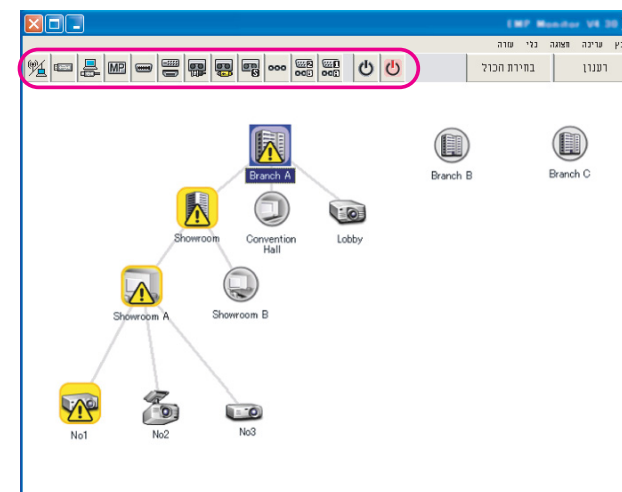 EMP Monitor V4.30
בץ עריכה תצוגה כלי עזרה
רענון בחירת הכול
MP
Branch A
Branch B
Branch C
Showroom
Convention
Hall
Lobby
Showroom A
Showroom B
No1
No2
No3